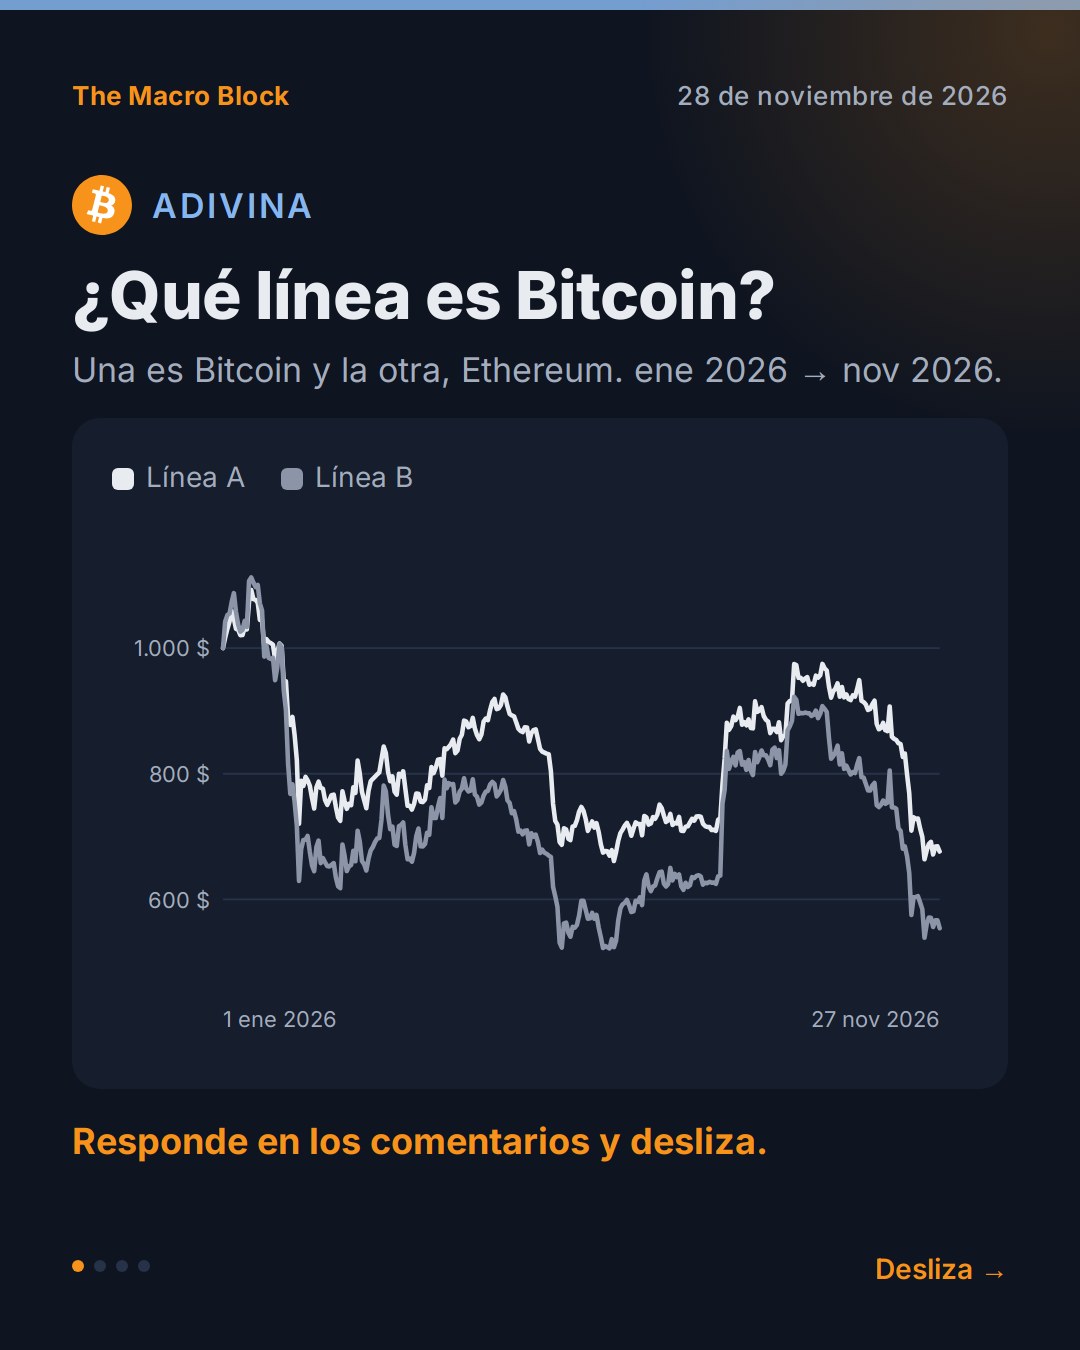 The Macro Block
28 de noviembre de 2026
ADIVINA
¿Qué línea es Bitcoin?
Una es Bitcoin y la otra, Ethereum. ene 2026 → nov 2026.
Línea A
Línea B
1.000 $
800 $
600 $
1 ene 2026
27 nov 2026
Responde en los comentarios y desliza.
Desliza →